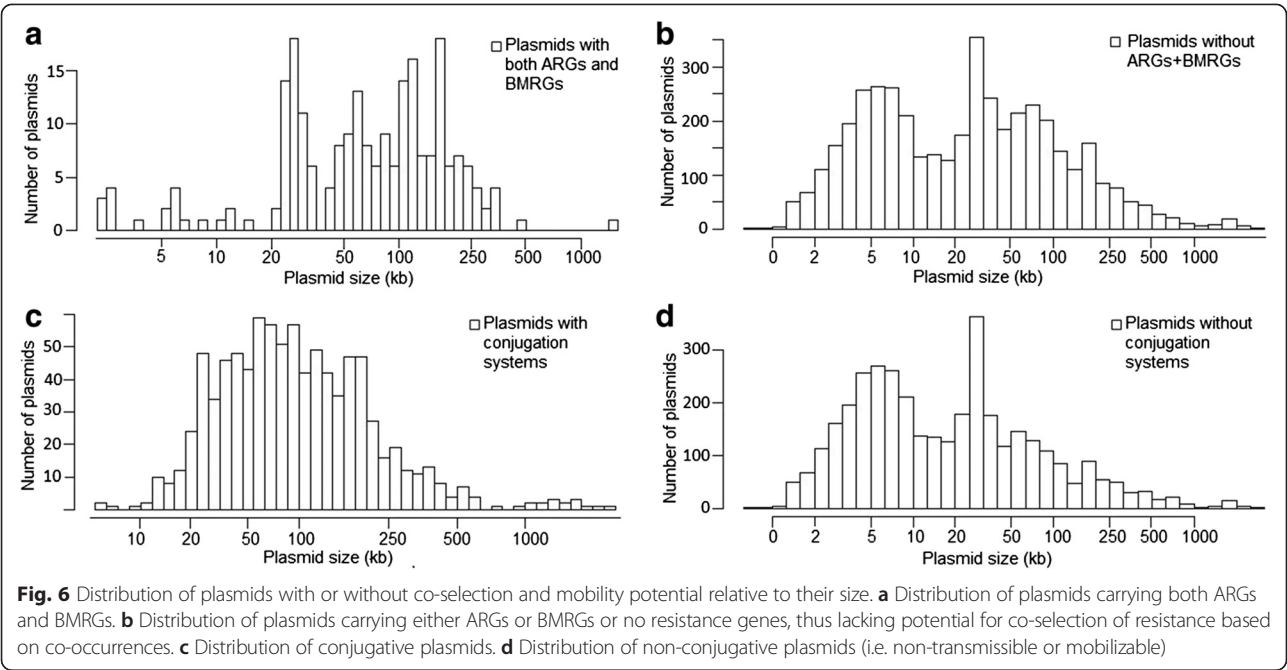 a
Number of plasmids
15
10
5
0
5 10 20 50 100 250 1000
Plasmid size (kb)
Plasmids with
both ARGs and
BMRGs
b
Number of plasmids
300
200
100
0
0 2 5 10 20 50 100 250 500 1000
Plasmid size (kb)
Plasmids without
ARGs+BMRGs
c
Number of plasmids
50
40
30
20
10
10 20 50 100 250 500 1000
Plasmid size (kb)
Plasmids with
conjugation
systems
d
Number of plasmids
300
200
100
0
0 2 5 10 20 50 100 250 500 1000
Plasmid size (kb)
Plasmids without
conjugation
systems
Fig. 6 Distribution of plasmids with or without co-selection and mobility potential relative to their size. a Distribution of plasmids carrying both ARGs
and BMRGs. b Distribution of plasmids carrying either ARGs or BMRGs or no resistance genes, thus lacking potential for co-selection of resistance based
on co-occurrences. c Distribution of conjugative plasmids. d Distribution of non-conjugative plasmids (i.e. non-transmissible or mobilizable)